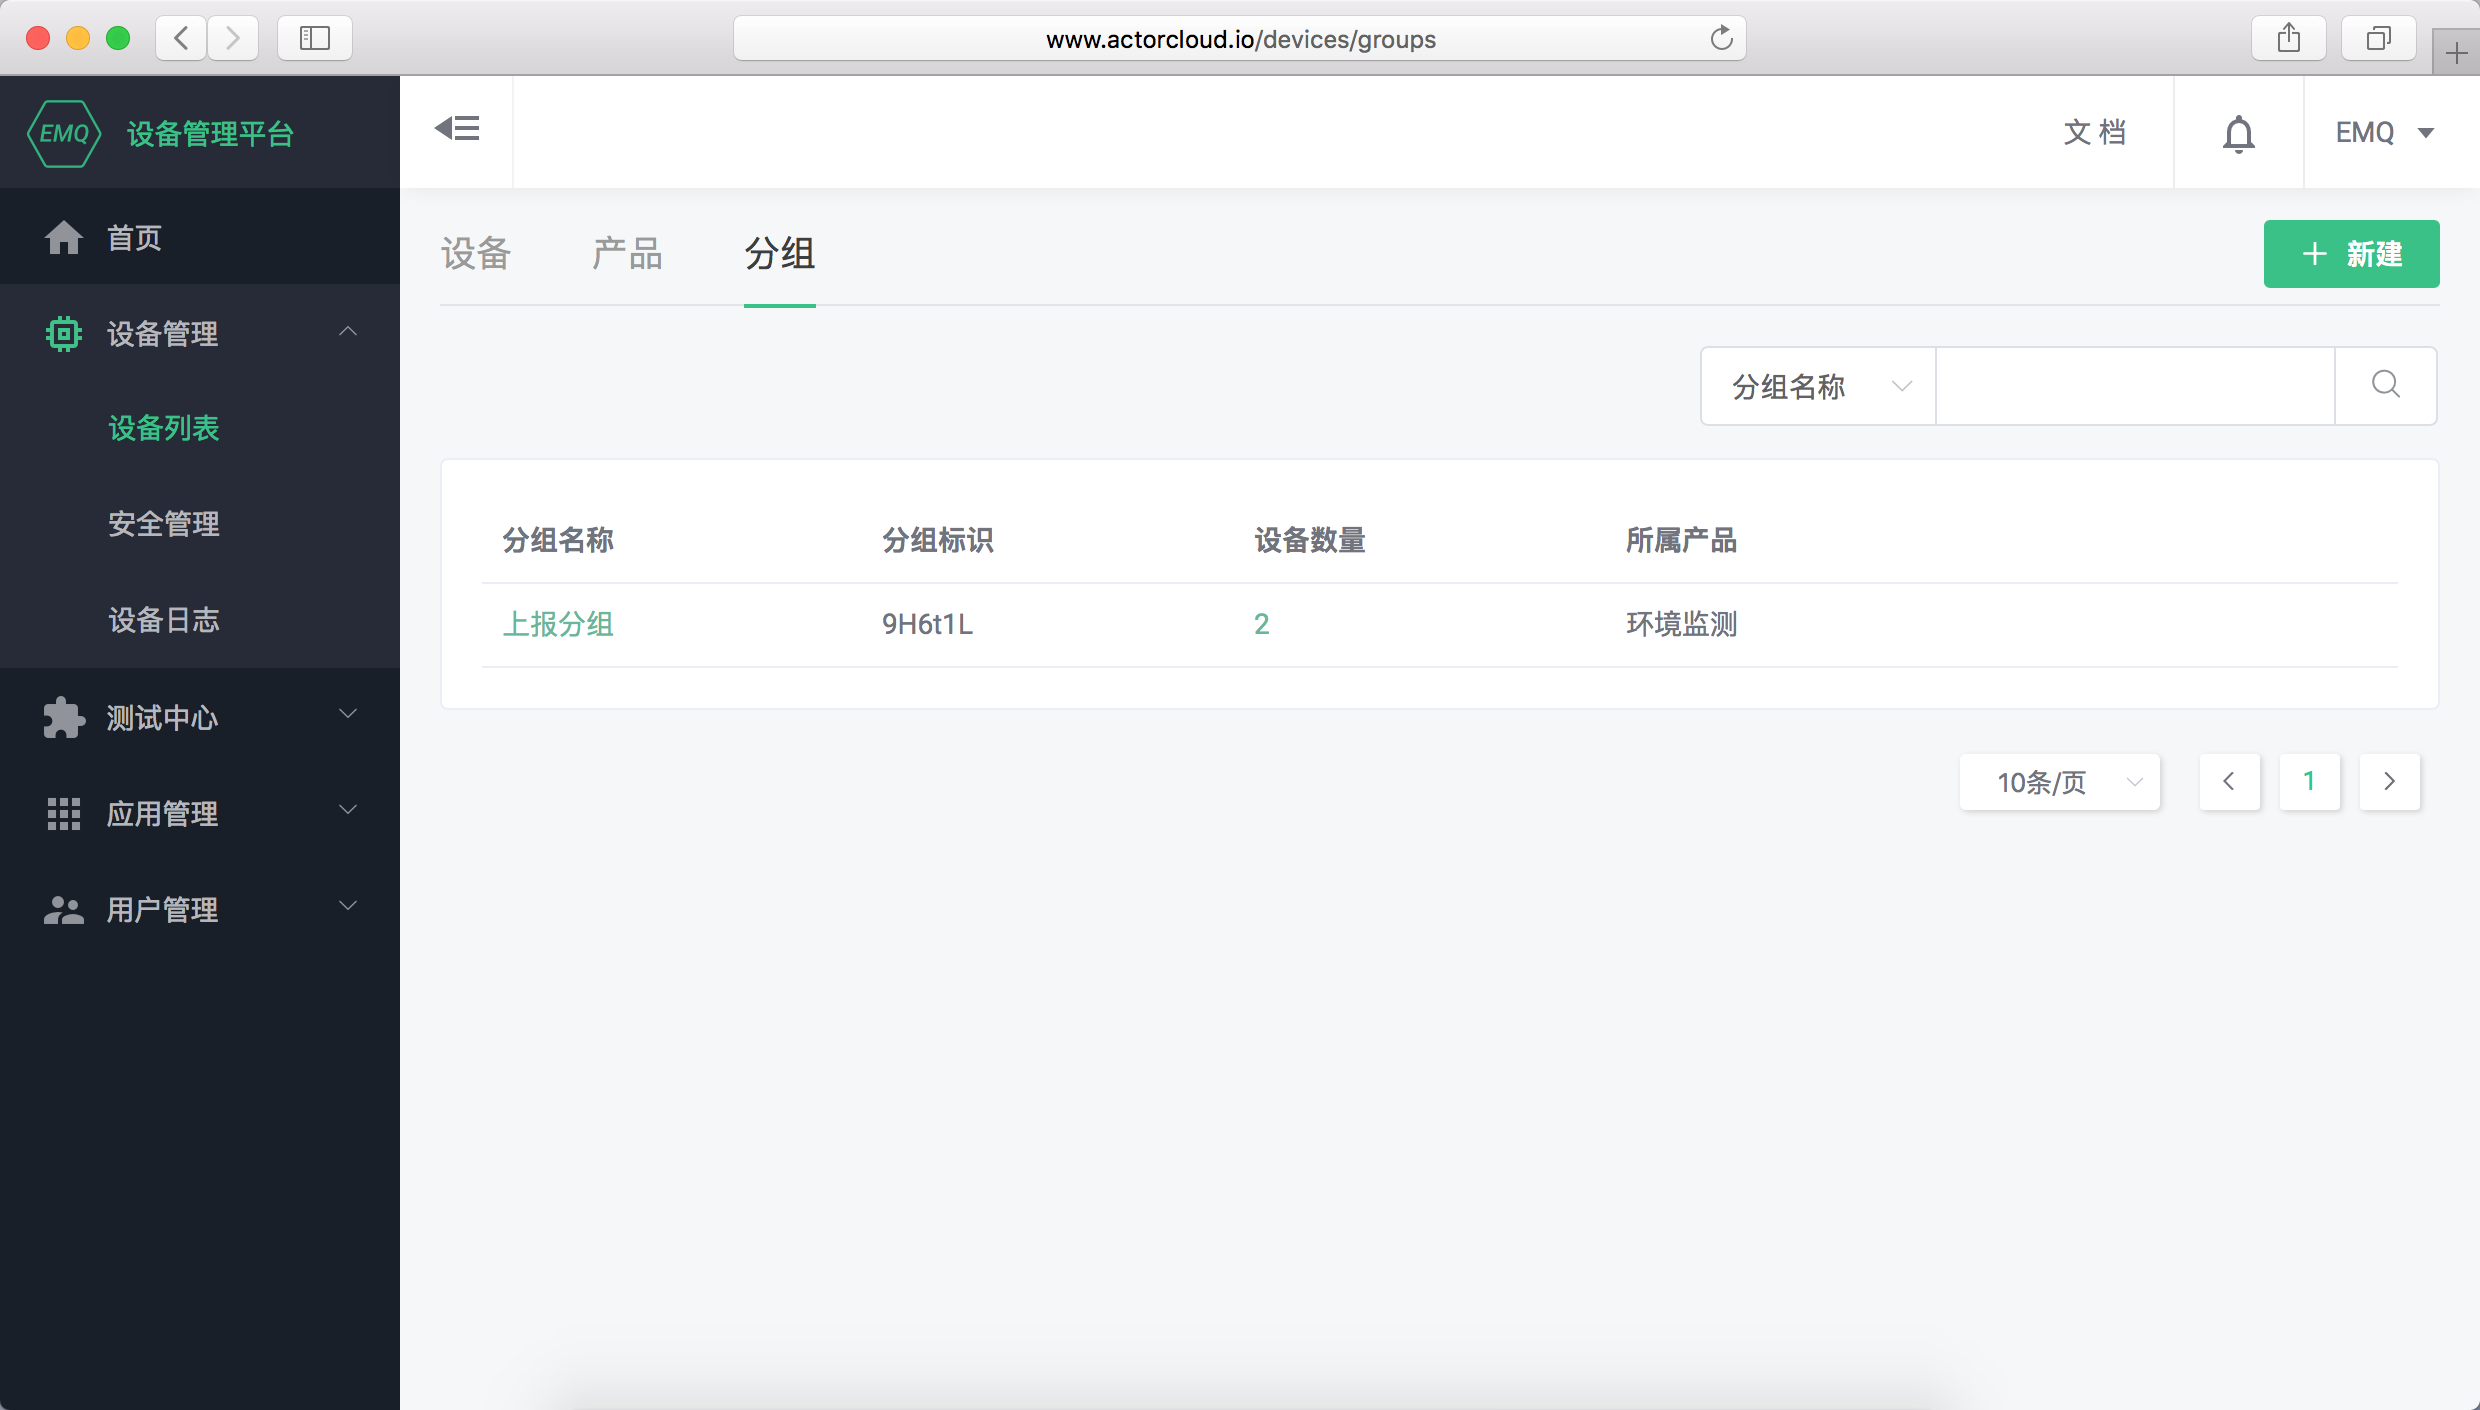 www.actorcloud.io/devices/groups
EMQ 设备管理平台
文档
EMQ
首页
设备管理
设备列表
安全管理
设备日志
测试中心
应用管理
用户管理
设备 产品 分组
新建
分组名称
分组名称 分组标识 设备数量 所属产品
上报分组 9H6t1L 2 环境监测
10条/页 1